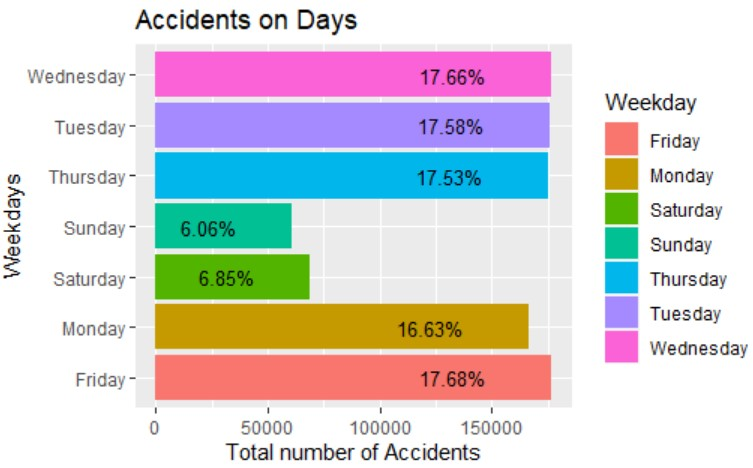 Accidents on Days
Weekdays
Wednesday
17.66%
Tuesday
17.58%
Thursday
17.53%
Sunday
6.06%
Saturday
6.85%
Monday
16.63%
Friday
17.68%
0
50000
100000
150000
Total number of Accidents
Weekday
Friday
Monday
Saturday
Sunday
Thursday
Tuesday
Wednesday